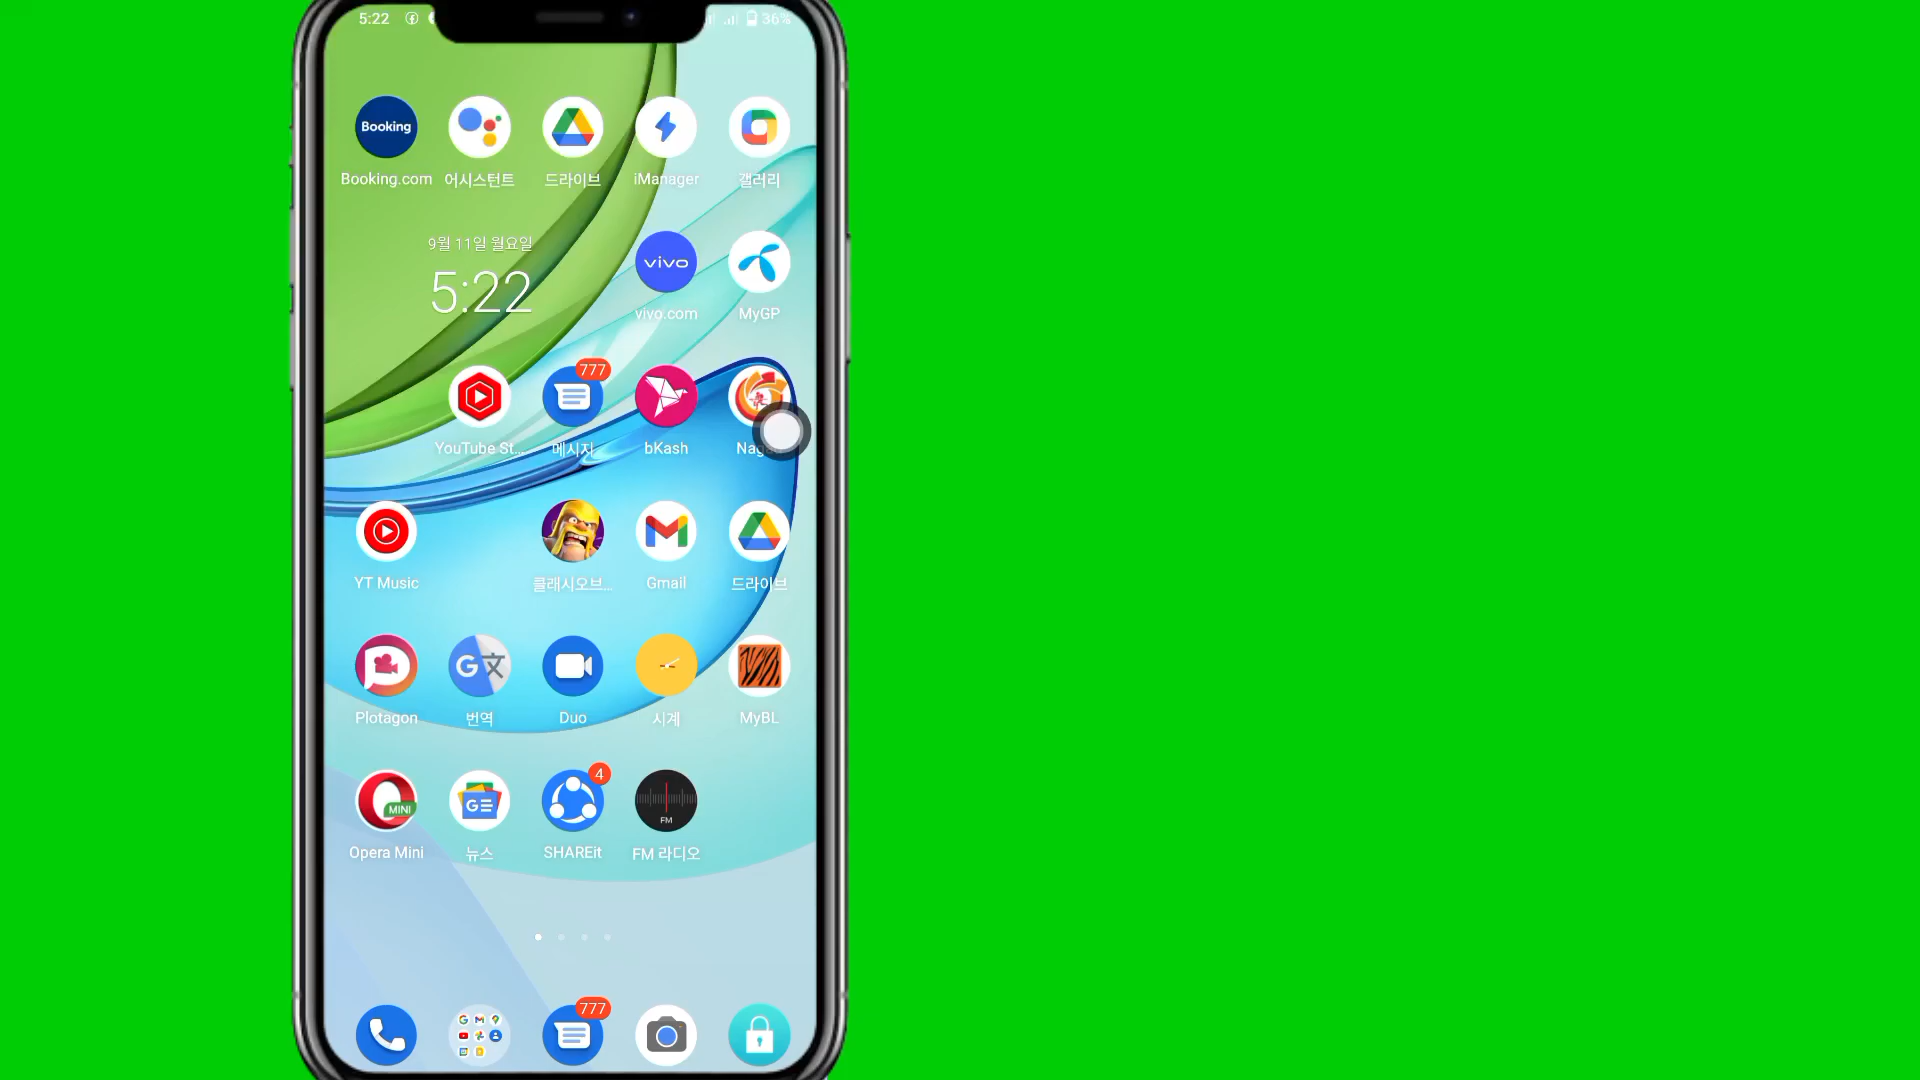 5:22
36%
Booking
Booking.com 어시스턴트 드라이브 iManager 갤러리
9월 11일 월요일
5:22
vivo
vivo.com MyGP
777
YouTube St... 메시지 bKash
YT Music 클래시오브... Gmail 드라이브
Plotagon 번역 Duo 시계 MyBL
4
MINI
FM
Opera Mini 뉴스 SHAREit FM 라디오
777